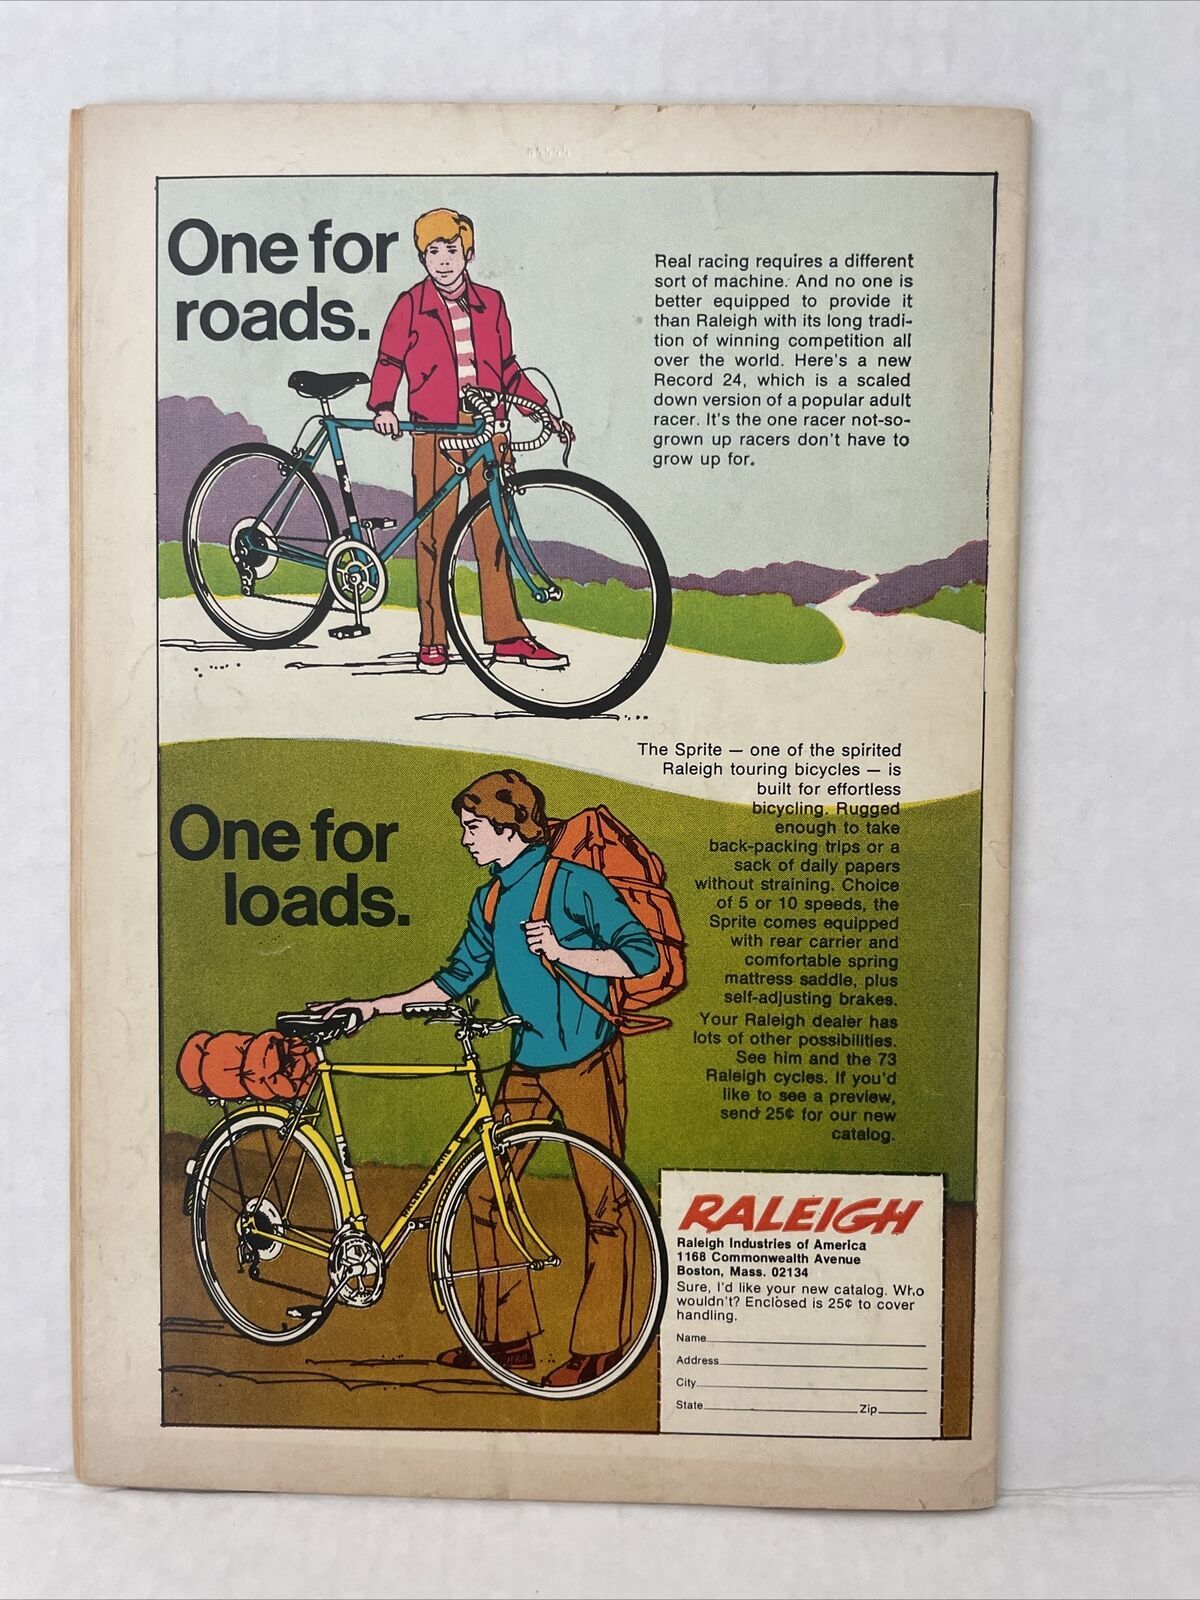 One for
roads.
Real racing requires a different
sort of machine. And no one is
better equipped to provide it
than Raleigh with its long tradi-
tion of winning competition all
over the world. Here's a new
Record 24, which is a scaled
down version of a popular adult
racer. It's the one racer not-so-
grown up racers don't have to
grow up for.
The Sprite — one of the spirited
Raleigh touring bicycles — is
built for effortless
bicycling. Rugged
enough to take
back-packing trips or a
sack of daily papers
without straining. Choice
of 5 or 10 speeds, the
Sprite comes equipped
with rear carrier and
comfortable spring
mattress saddle, plus
self-adjusting brakes.
Your Raleigh dealer has
lots of other possibilities.
See him and the 73
Raleigh cycles. If you'd
like to see a preview,
send 25¢ for our new
catalog.
One for
loads.
RALEIGH SPRITE
RALEIGH
Raleigh Industries of America
1168 Commonwealth Avenue
Boston, Mass. 02134
Sure, I'd like your new catalog. Who
wouldn't? Enclosed is 25¢ to cover
handling.
Name
Address
City
State Zip